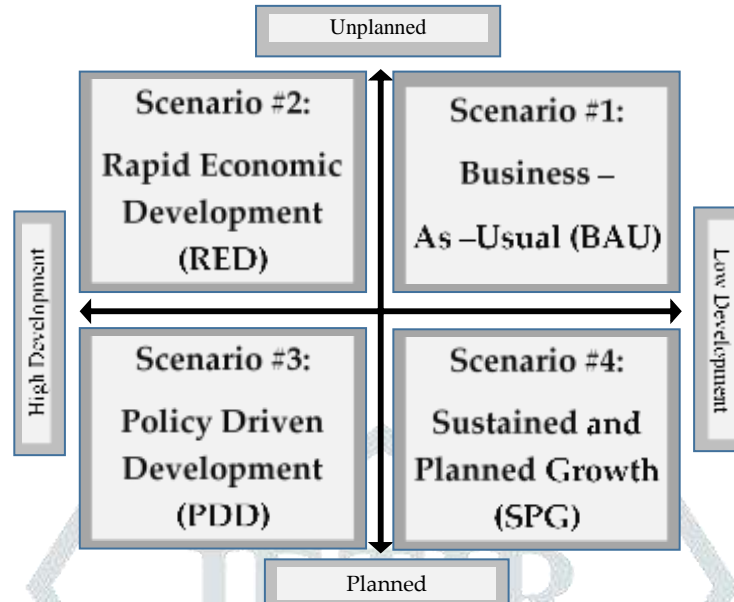 Unplanned
Scenario #2:
Rapid Economic
Development
(RED)
Scenario #1:
Business –
As –Usual (BAU)
High Development
Low Development
Scenario #3:
Policy Driven
Development
(PDD)
Scenario #4:
Sustained and
Planned Growth
(SPG)
Planned